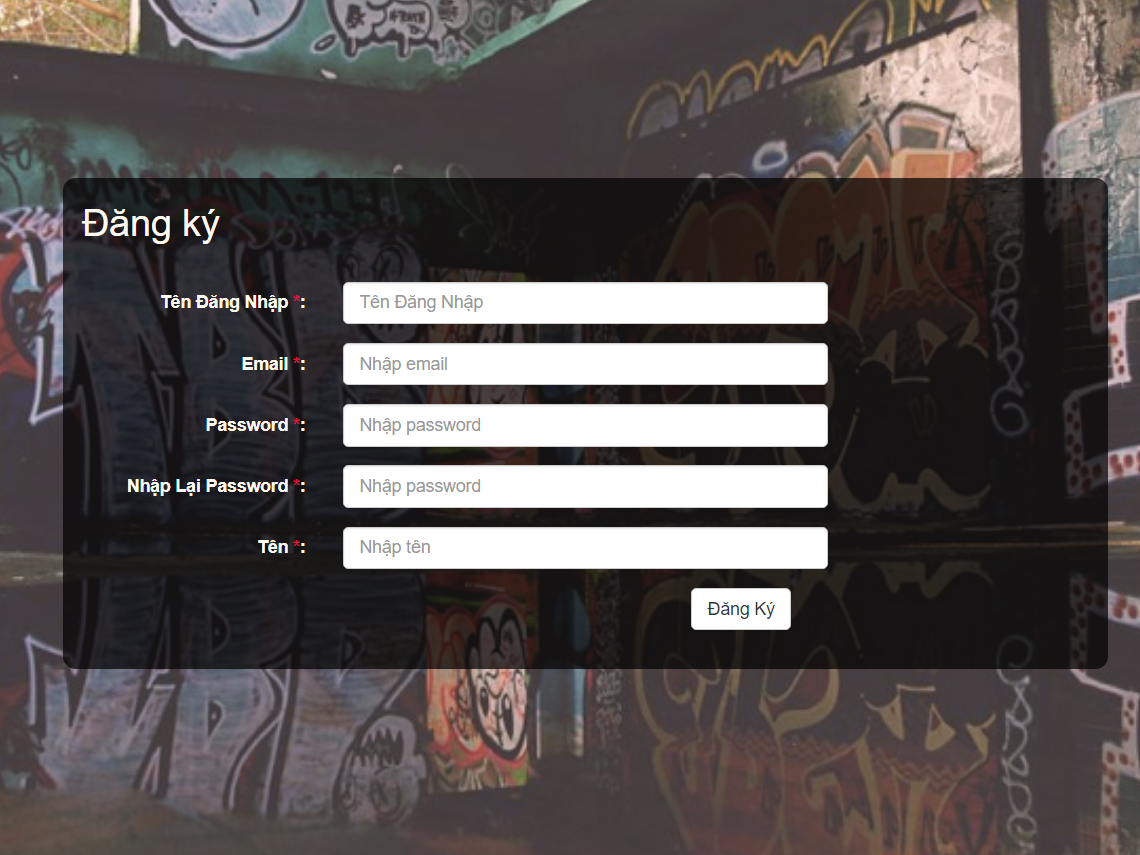 Đăng ký
Tên Đăng Nhập *: Tên Đăng Nhập
Email *: Nhập email
Password *: Nhập password
Nhập Lại Password *: Nhập password
Tên *: Nhập tên
Đăng Ký